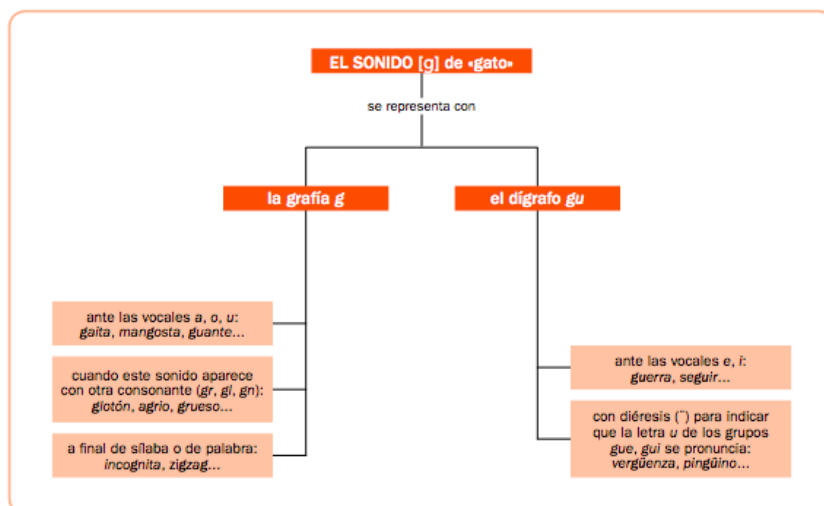 EL SONIDO [g] de «gato»
se representa con
la grafía g
el dígrafo gu
ante las vocales a, o, u:
gaita, mangosta, guante...
cuando este sonido aparece
con otra consonante (gr, gl, gn):
glotón, agrio, grueso...
a final de sílaba o de palabra:
incognita, zigzag...
ante las vocales e, i:
guerra, seguir...
con diéresis (¨) para indicar
que la letra u de los grupos
gue, gui se pronuncia:
vergüenza, pingüino...